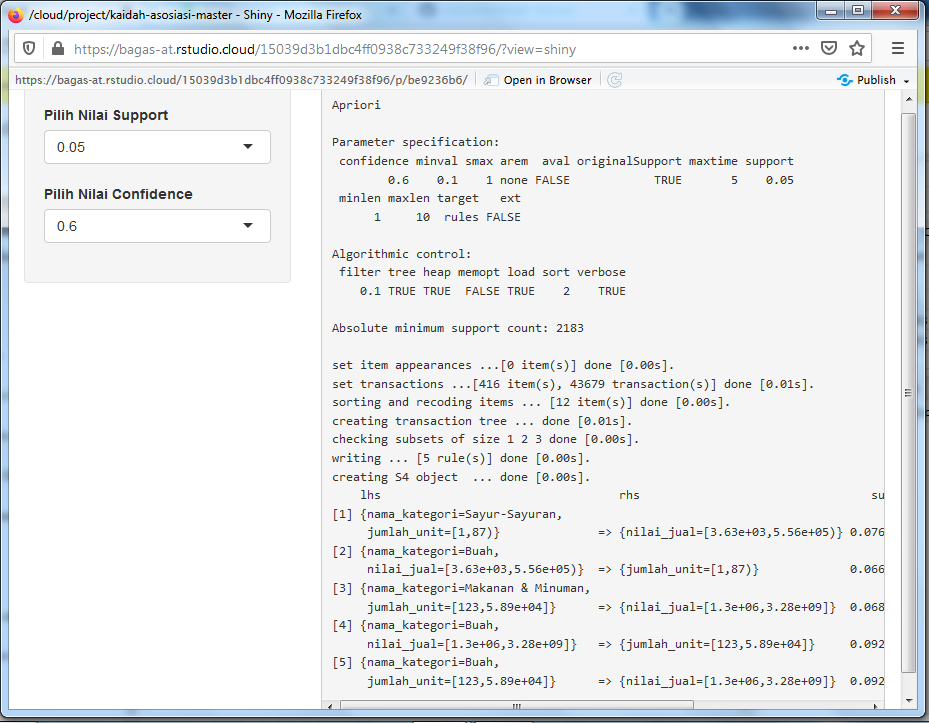 /cloud/project/kaidah-asosiasi-master - Shiny - Mozilla Firefox
https://bagas-at.rstudio.cloud/15039d3b1dbc4ff0938c733249f38f96/?view=shiny
https://bagas-at.rstudio.cloud/15039d3b1dbc4ff0938c733249f38f96/p/be9236b6/ Open in Browser Publish
Pilih Nilai Support
0.05
Pilih Nilai Confidence
0.6
Apriori
Parameter specification:
confidence minval smax arem aval originalSupport maxtime support
0.6 0.1 1 none FALSE TRUE 5 0.05
minlen maxlen target ext
1 10 rules FALSE
Algorithmic control:
filter tree heap memopt load sort verbose
0.1 TRUE TRUE FALSE TRUE 2 TRUE
Absolute minimum support count: 2183
set item appearances ...[0 item(s)] done [0.00s].
set transactions ...[416 item(s), 43679 transaction(s)] done [0.01s].
sorting and recoding items ... [12 item(s)] done [0.00s].
creating transaction tree ... done [0.01s].
checking subsets of size 1 2 3 done [0.00s].
writing ... [5 rule(s)] done [0.00s].
creating S4 object ... done [0.00s].
lhs rhs su
[1] {nama_kategori=Sayur-Sayuran,
jumlah_unit=[1,87)} => {nilai_jual=[3.63e+03,5.56e+05)} 0.076
[2] {nama_kategori=Buah,
nilai_jual=[3.63e+03,5.56e+05)} => {jumlah_unit=[1,87)} 0.066
[3] {nama_kategori=Makanan & Minuman,
jumlah_unit=[123,5.89e+04]} => {nilai_jual=[1.3e+06,3.28e+09]} 0.068
[4] {nama_kategori=Buah,
nilai_jual=[1.3e+06,3.28e+09]} => {jumlah_unit=[123,5.89e+04]} 0.092
[5] {nama_kategori=Buah,
jumlah_unit=[123,5.89e+04]} => {nilai_jual=[1.3e+06,3.28e+09]} 0.092